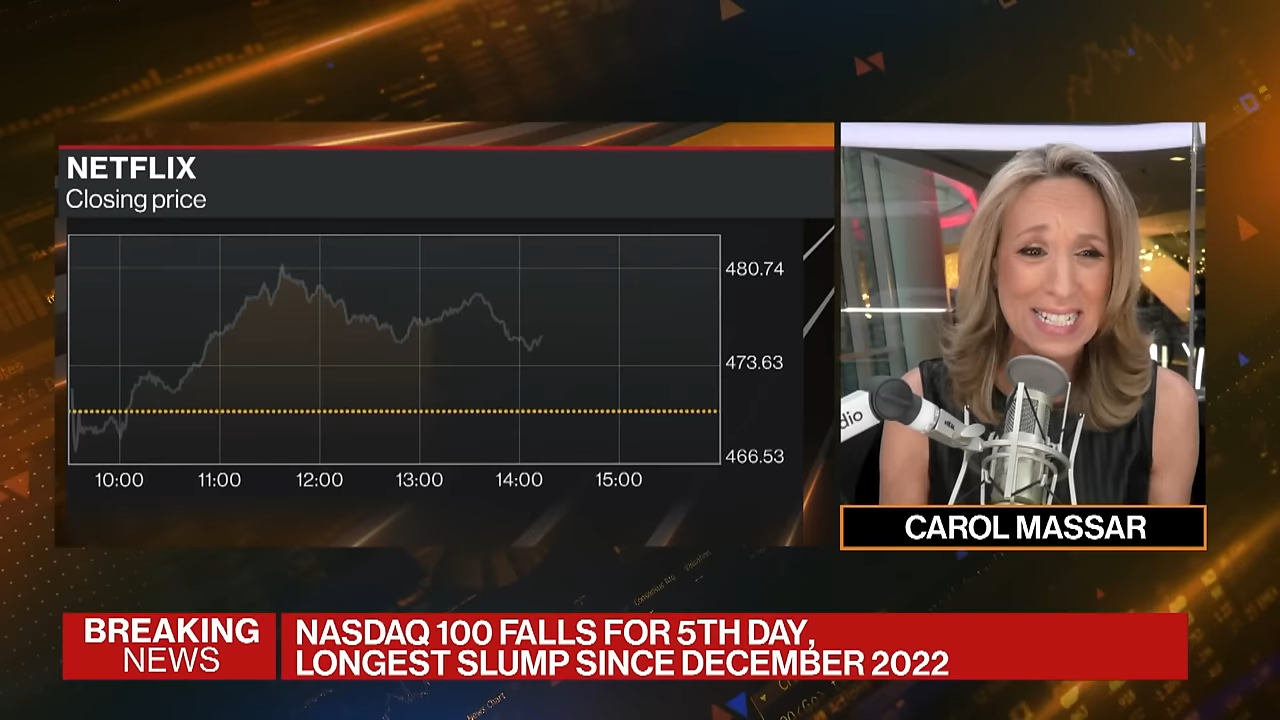 NETFLIX
Closing price
480.74
473.63
466.53
10:00 11:00 12:00 13:00 14:00 15:00
dio
CAROL MASSAR
BREAKING
NEWS
NASDAQ 100 FALLS FOR 5TH DAY,
LONGEST SLUMP SINCE DECEMBER 2022